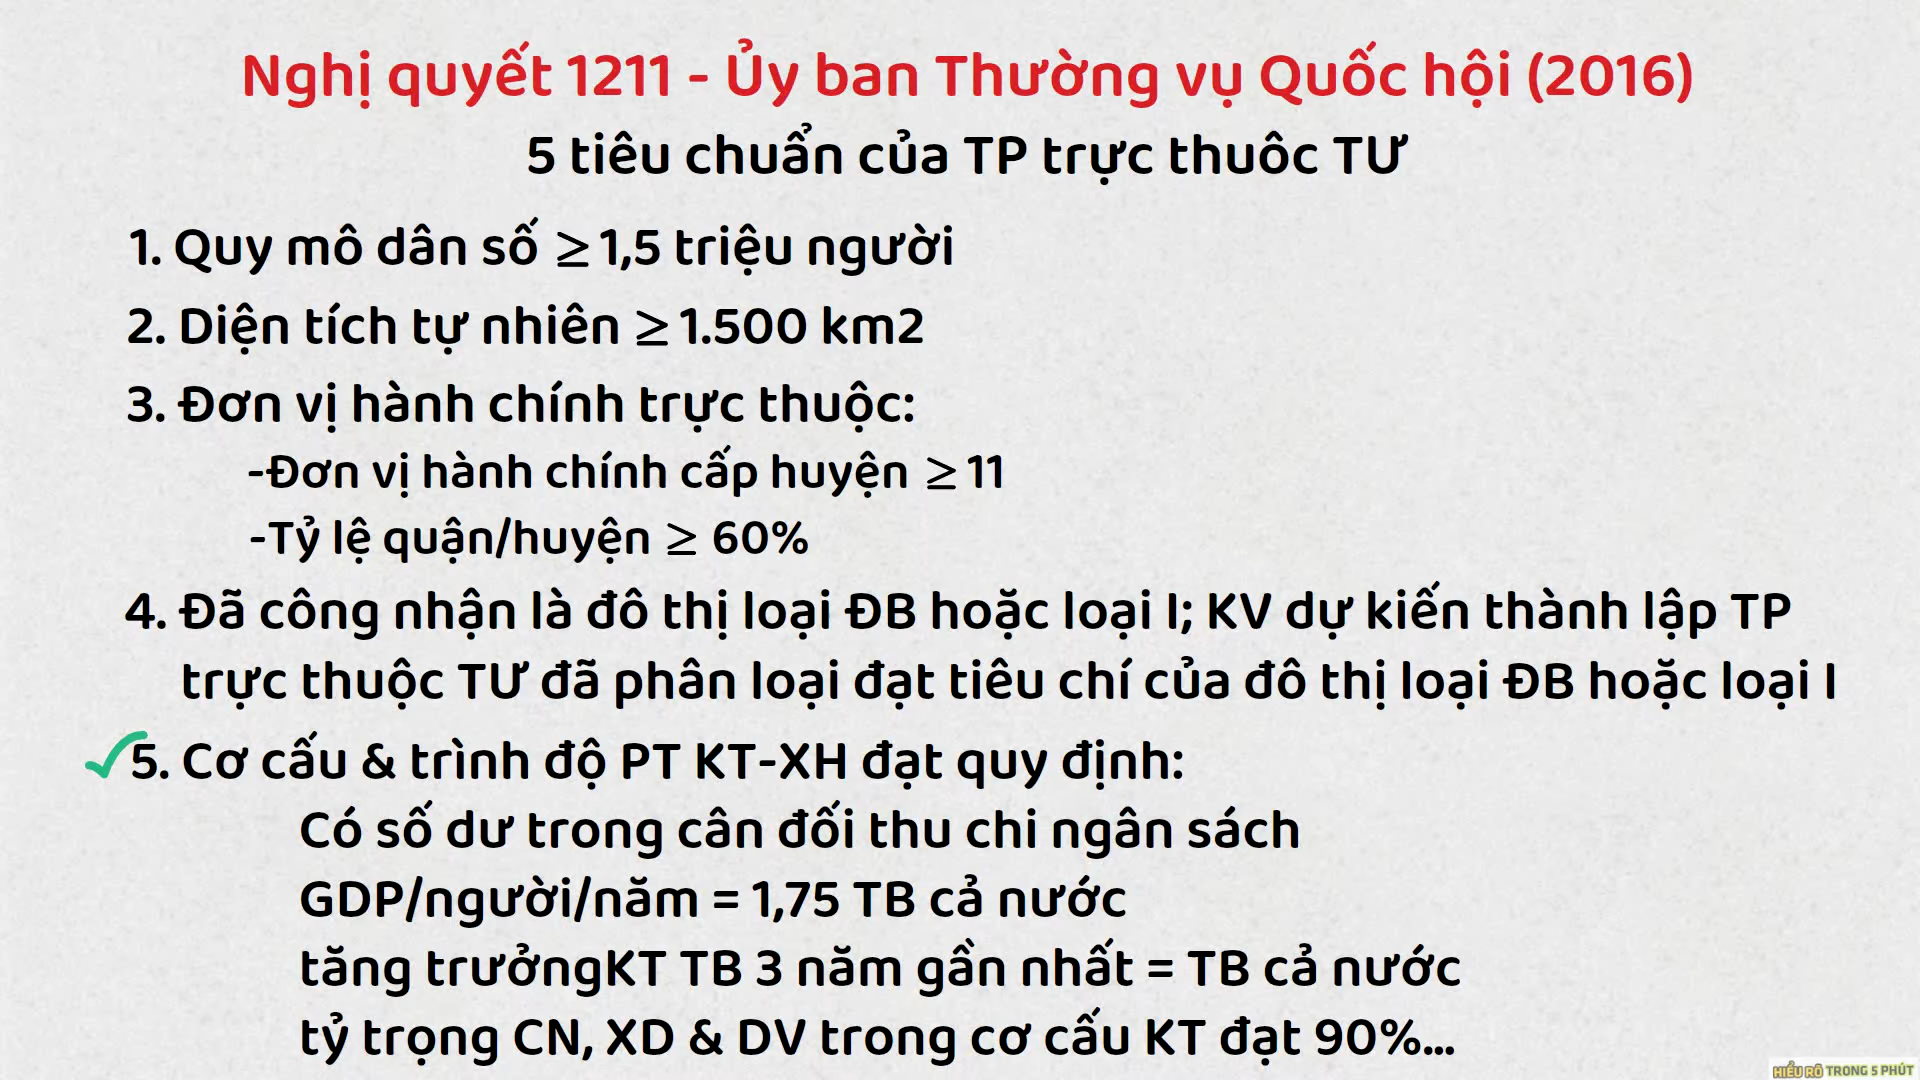 Nghị quyết 1211 - Ủy ban Thường vụ Quốc hội (2016)
5 tiêu chuẩn của TP trực thuôc TƯ
1. Quy mô dân số ≥ 1,5 triệu người
2. Diện tích tự nhiên ≥ 1.500 km2
3. Đơn vị hành chính trực thuộc:
-Đơn vị hành chính cấp huyện ≥ 11
-Tỷ lệ quận/huyện ≥ 60%
4. Đã công nhận là đô thị loại ĐB hoặc loại I; KV dự kiến thành lập TP
trực thuộc TƯ đã phân loại đạt tiêu chí của đô thị loại ĐB hoặc loại I
5. Cơ cấu & trình độ PT KT-XH đạt quy định:
Có số dư trong cân đối thu chi ngân sách
GDP/người/năm = 1,75 TB cả nước
tăng trưởngKT TB 3 năm gần nhất = TB cả nước
tỷ trọng CN, XD & DV trong cơ cấu KT đạt 90%...
HIỂU RÕ TRONG 5 PHÚT